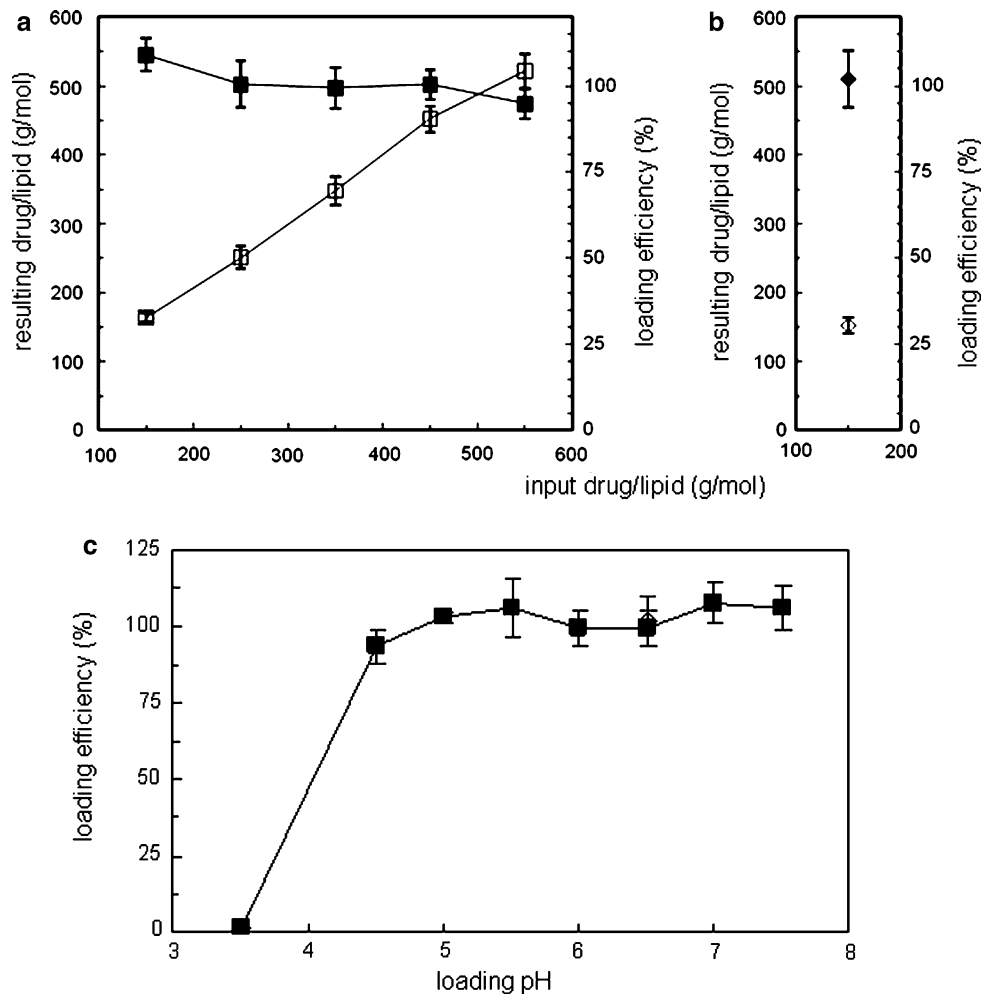 a
600
500
400
300
200
100
0
resulting drug/lipid (g/mol)
100
75
50
25
0
loading efficiency (%)
100 200 300 400 500 600
b
600
500
400
300
200
100
0
resulting drug/lipid (g/mol)
100
75
50
25
0
loading efficiency (%)
100 200
input drug/lipid (g/mol)
c
125
100
75
50
25
0
loading efficiency (%)
3 4 5 6 7 8
loading pH